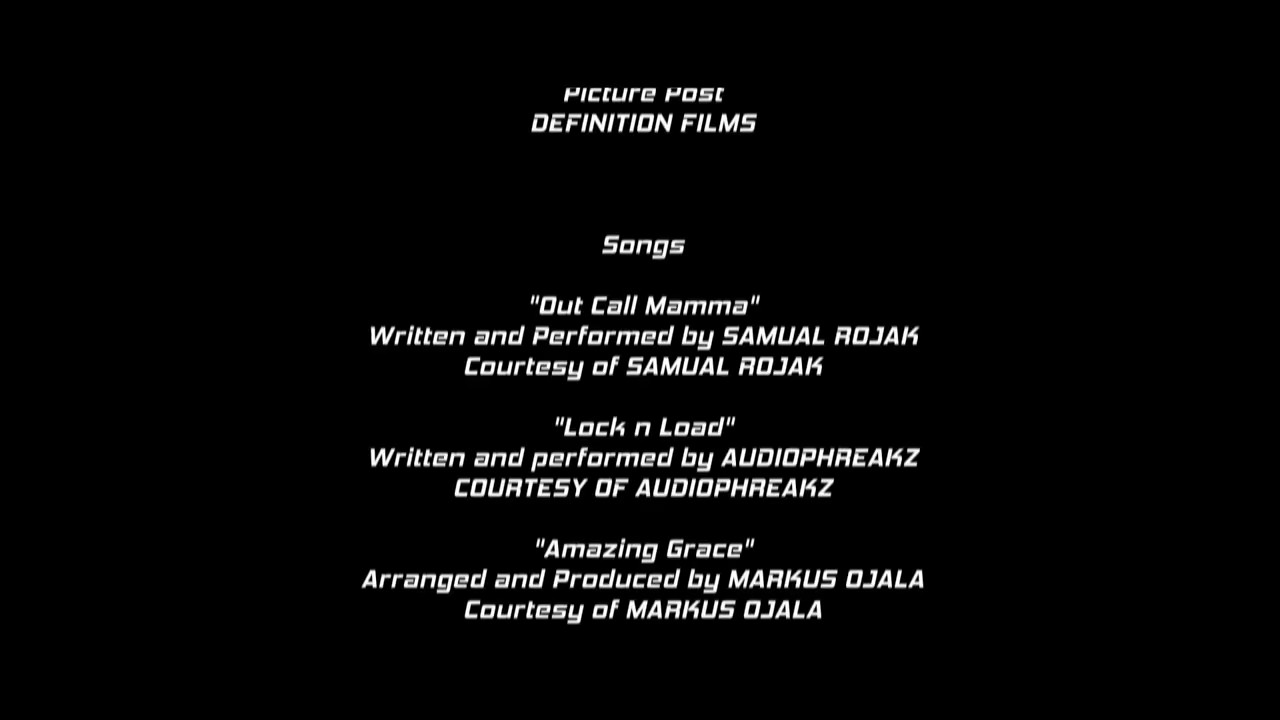 Picture Post
DEFINITION FILMS
Songs
"Out Call Mamma"
Written and Performed by SAMUAL ROJAK
Courtesy of SAMUAL ROJAK
"Lock n Load"
Written and performed by AUDIOPHREAKZ
COURTESY OF AUDIOPHREAKZ
"Amazing Grace"
Arranged and Produced by MARKUS OJALA
Courtesy of MARKUS OJALA